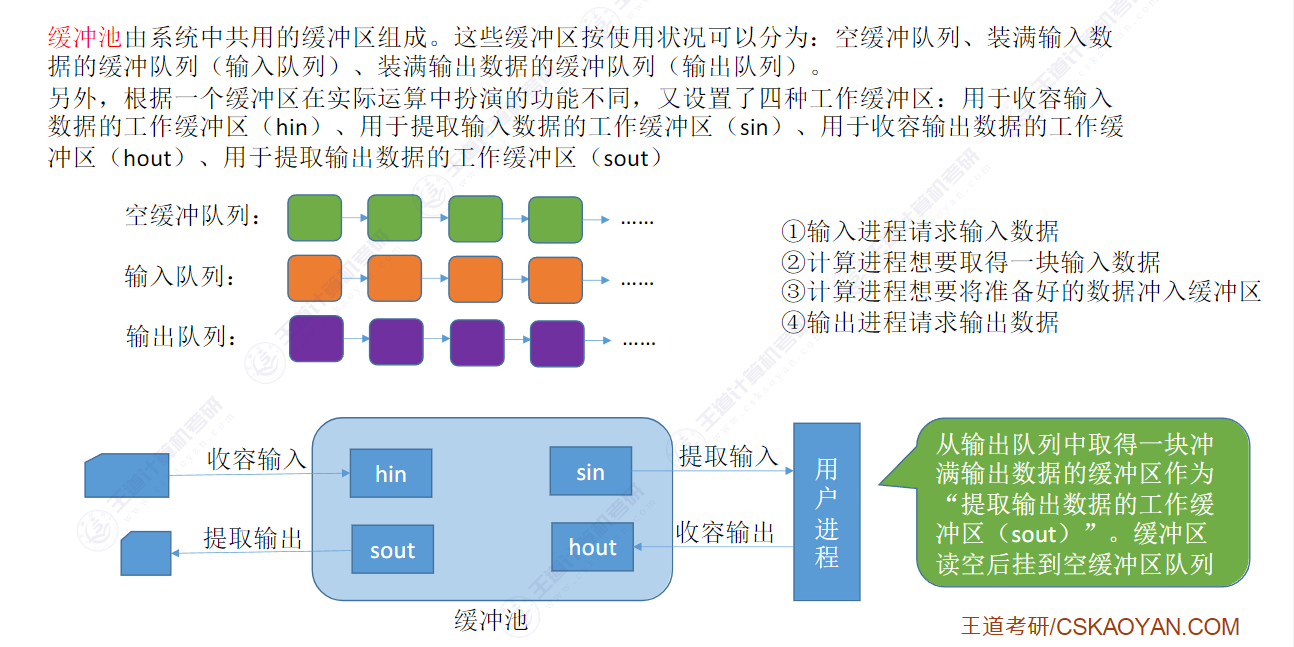 缓冲池由系统中共用的缓冲区组成。这些缓冲区按使用状况可以分为：空缓冲队列、装满输入数
据的缓冲队列（输入队列）、装满输出数据的缓冲队列（输出队列）。
另外，根据一个缓冲区在实际运算中扮演的功能不同，又设置了四种工作缓冲区：用于收容输入
数据的工作缓冲区（hin）、用于提取输入数据的工作缓冲区（sin）、用于收容输出数据的工作缓
冲区（hout）、用于提取输出数据的工作缓冲区（sout）
空缓冲队列：
……
输入队列：
……
输出队列：
……
①输入进程请求输入数据
②计算进程想要取得一块输入数据
③计算进程想要将准备好的数据冲入缓冲区
④输出进程请求输出数据
收容输入
hin
sin
提取输入
提取输出
sout
hout
收容输出
用户进程
缓冲池
从输出队列中取得一块冲
满输出数据的缓冲区作为
“提取输出数据的工作缓
冲区（sout）”。缓冲区
读空后挂到空缓冲区队列
王道考研/CSKAOYAN.COM
王道计算机考研
www.cskaoyan.com